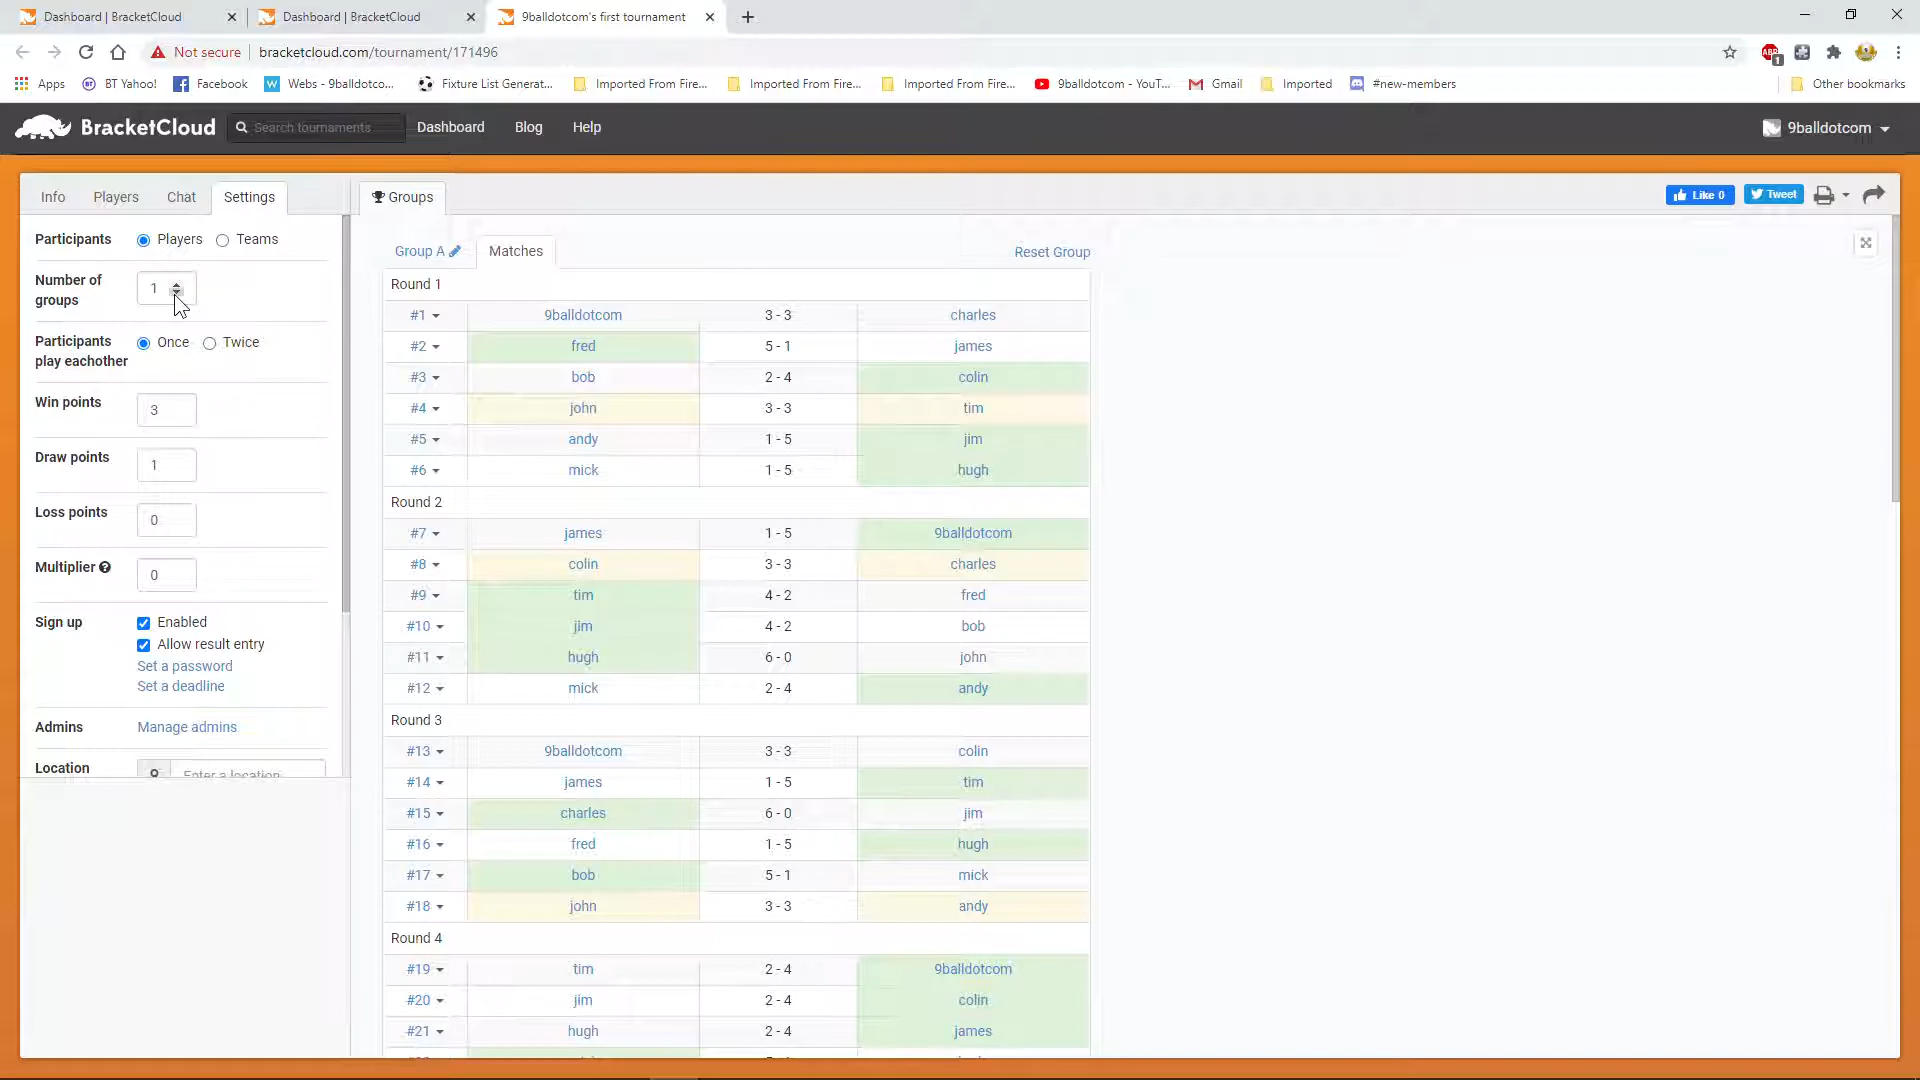 Dashboard | BracketCloud
Dashboard | BracketCloud
9balldotcom's first tournament
Not secure
bracketcloud.com/tournament/171496
ABP
1
Apps
BT Yahoo!
Facebook
Webs - 9balldotco...
Fixture List Generat...
Imported From Fire...
Imported From Fire...
Imported From Fire...
9balldotcom - YouT...
Gmail
Imported
#new-members
Other bookmarks
BracketCloud
Search tournaments
Dashboard
Blog
Help
9balldotcom
Info
Players
Chat
Settings
Groups
Like 0
Tweet
Participants
Players
Teams
Number of
groups
1
Participants
play eachother
Once
Twice
Win points
3
Draw points
1
Loss points
0
Multiplier
0
Sign up
Enabled
Allow result entry
Set a password
Set a deadline
Admins
Manage admins
Location
Enter a location
Group A
Matches
Reset Group
Round 1
#1 9balldotcom 3 - 3 charles
#2 fred 5 - 1 james
#3 bob 2 - 4 colin
#4 john 3 - 3 tim
#5 andy 1 - 5 jim
#6 mick 1 - 5 hugh
Round 2
#7 james 1 - 5 9balldotcom
#8 colin 3 - 3 charles
#9 tim 4 - 2 fred
#10 jim 4 - 2 bob
#11 hugh 6 - 0 john
#12 mick 2 - 4 andy
Round 3
#13 9balldotcom 3 - 3 colin
#14 james 1 - 5 tim
#15 charles 6 - 0 jim
#16 fred 1 - 5 hugh
#17 bob 5 - 1 mick
#18 john 3 - 3 andy
Round 4
#19 tim 2 - 4 9balldotcom
#20 jim 2 - 4 colin
#21 hugh 2 - 4 james